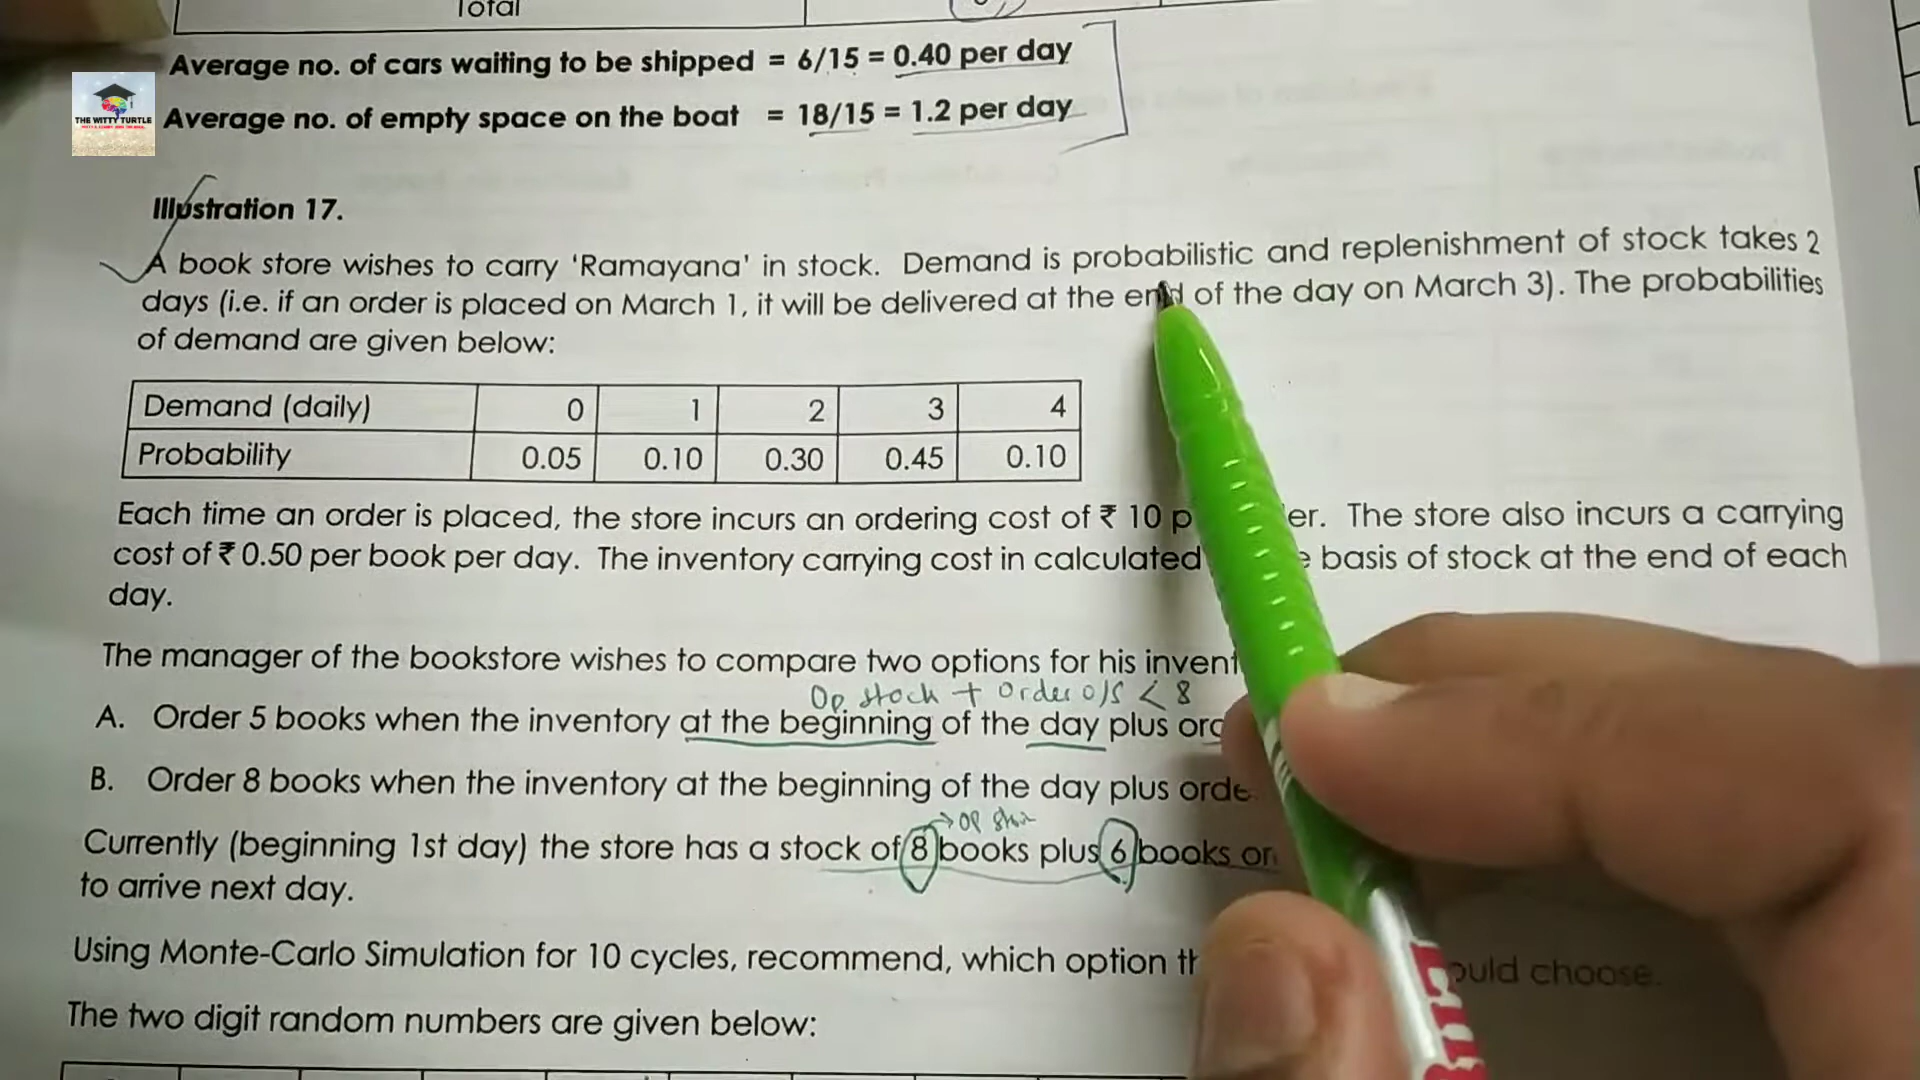 Total
Average no. of cars waiting to be shipped = 6/15 = 0.40 per day
THE WITTY TURTLE
Average no. of empty space on the boat = 18/15 = 1.2 per day
Illustration 17.
A book store wishes to carry 'Ramayana' in stock. Demand is probabilistic and replenishment of stock takes 2
days (i.e. if an order is placed on March 1, it will be delivered at the end of the day on March 3). The probabilities
of demand are given below:
Demand (daily) 0 1 2 3 4
Probability 0.05 0.10 0.30 0.45 0.10
Each time an order is placed, the store incurs an ordering cost of ₹ 10 p er. The store also incurs a carrying
cost of ₹ 0.50 per book per day. The inventory carrying cost in calculated basis of stock at the end of each
day.
The manager of the bookstore wishes to compare two options for his invent
Op stock + Order o/s < 8
A. Order 5 books when the inventory at the beginning of the day plus
B. Order 8 books when the inventory at the beginning of the day plus orde
→ Op
Currently (beginning 1st day) the store has a stock of 8 books plus 6 books or
to arrive next day.
Using Monte-Carlo Simulation for 10 cycles, recommend, which option th ould choose.
The two digit random numbers are given below: